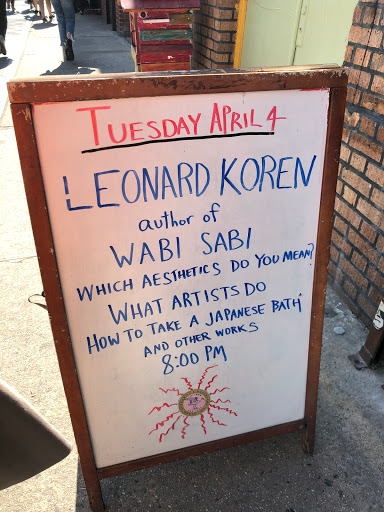 TUESDAY APRIL 4
LEONARD KOREN
author of
WABI SABI
WHICH AESTHETICS DO YOU MEAN?
WHAT ARTISTS DO
HOW TO TAKE A JAPANESE BATH
AND OTHER WORKS
8:00 PM